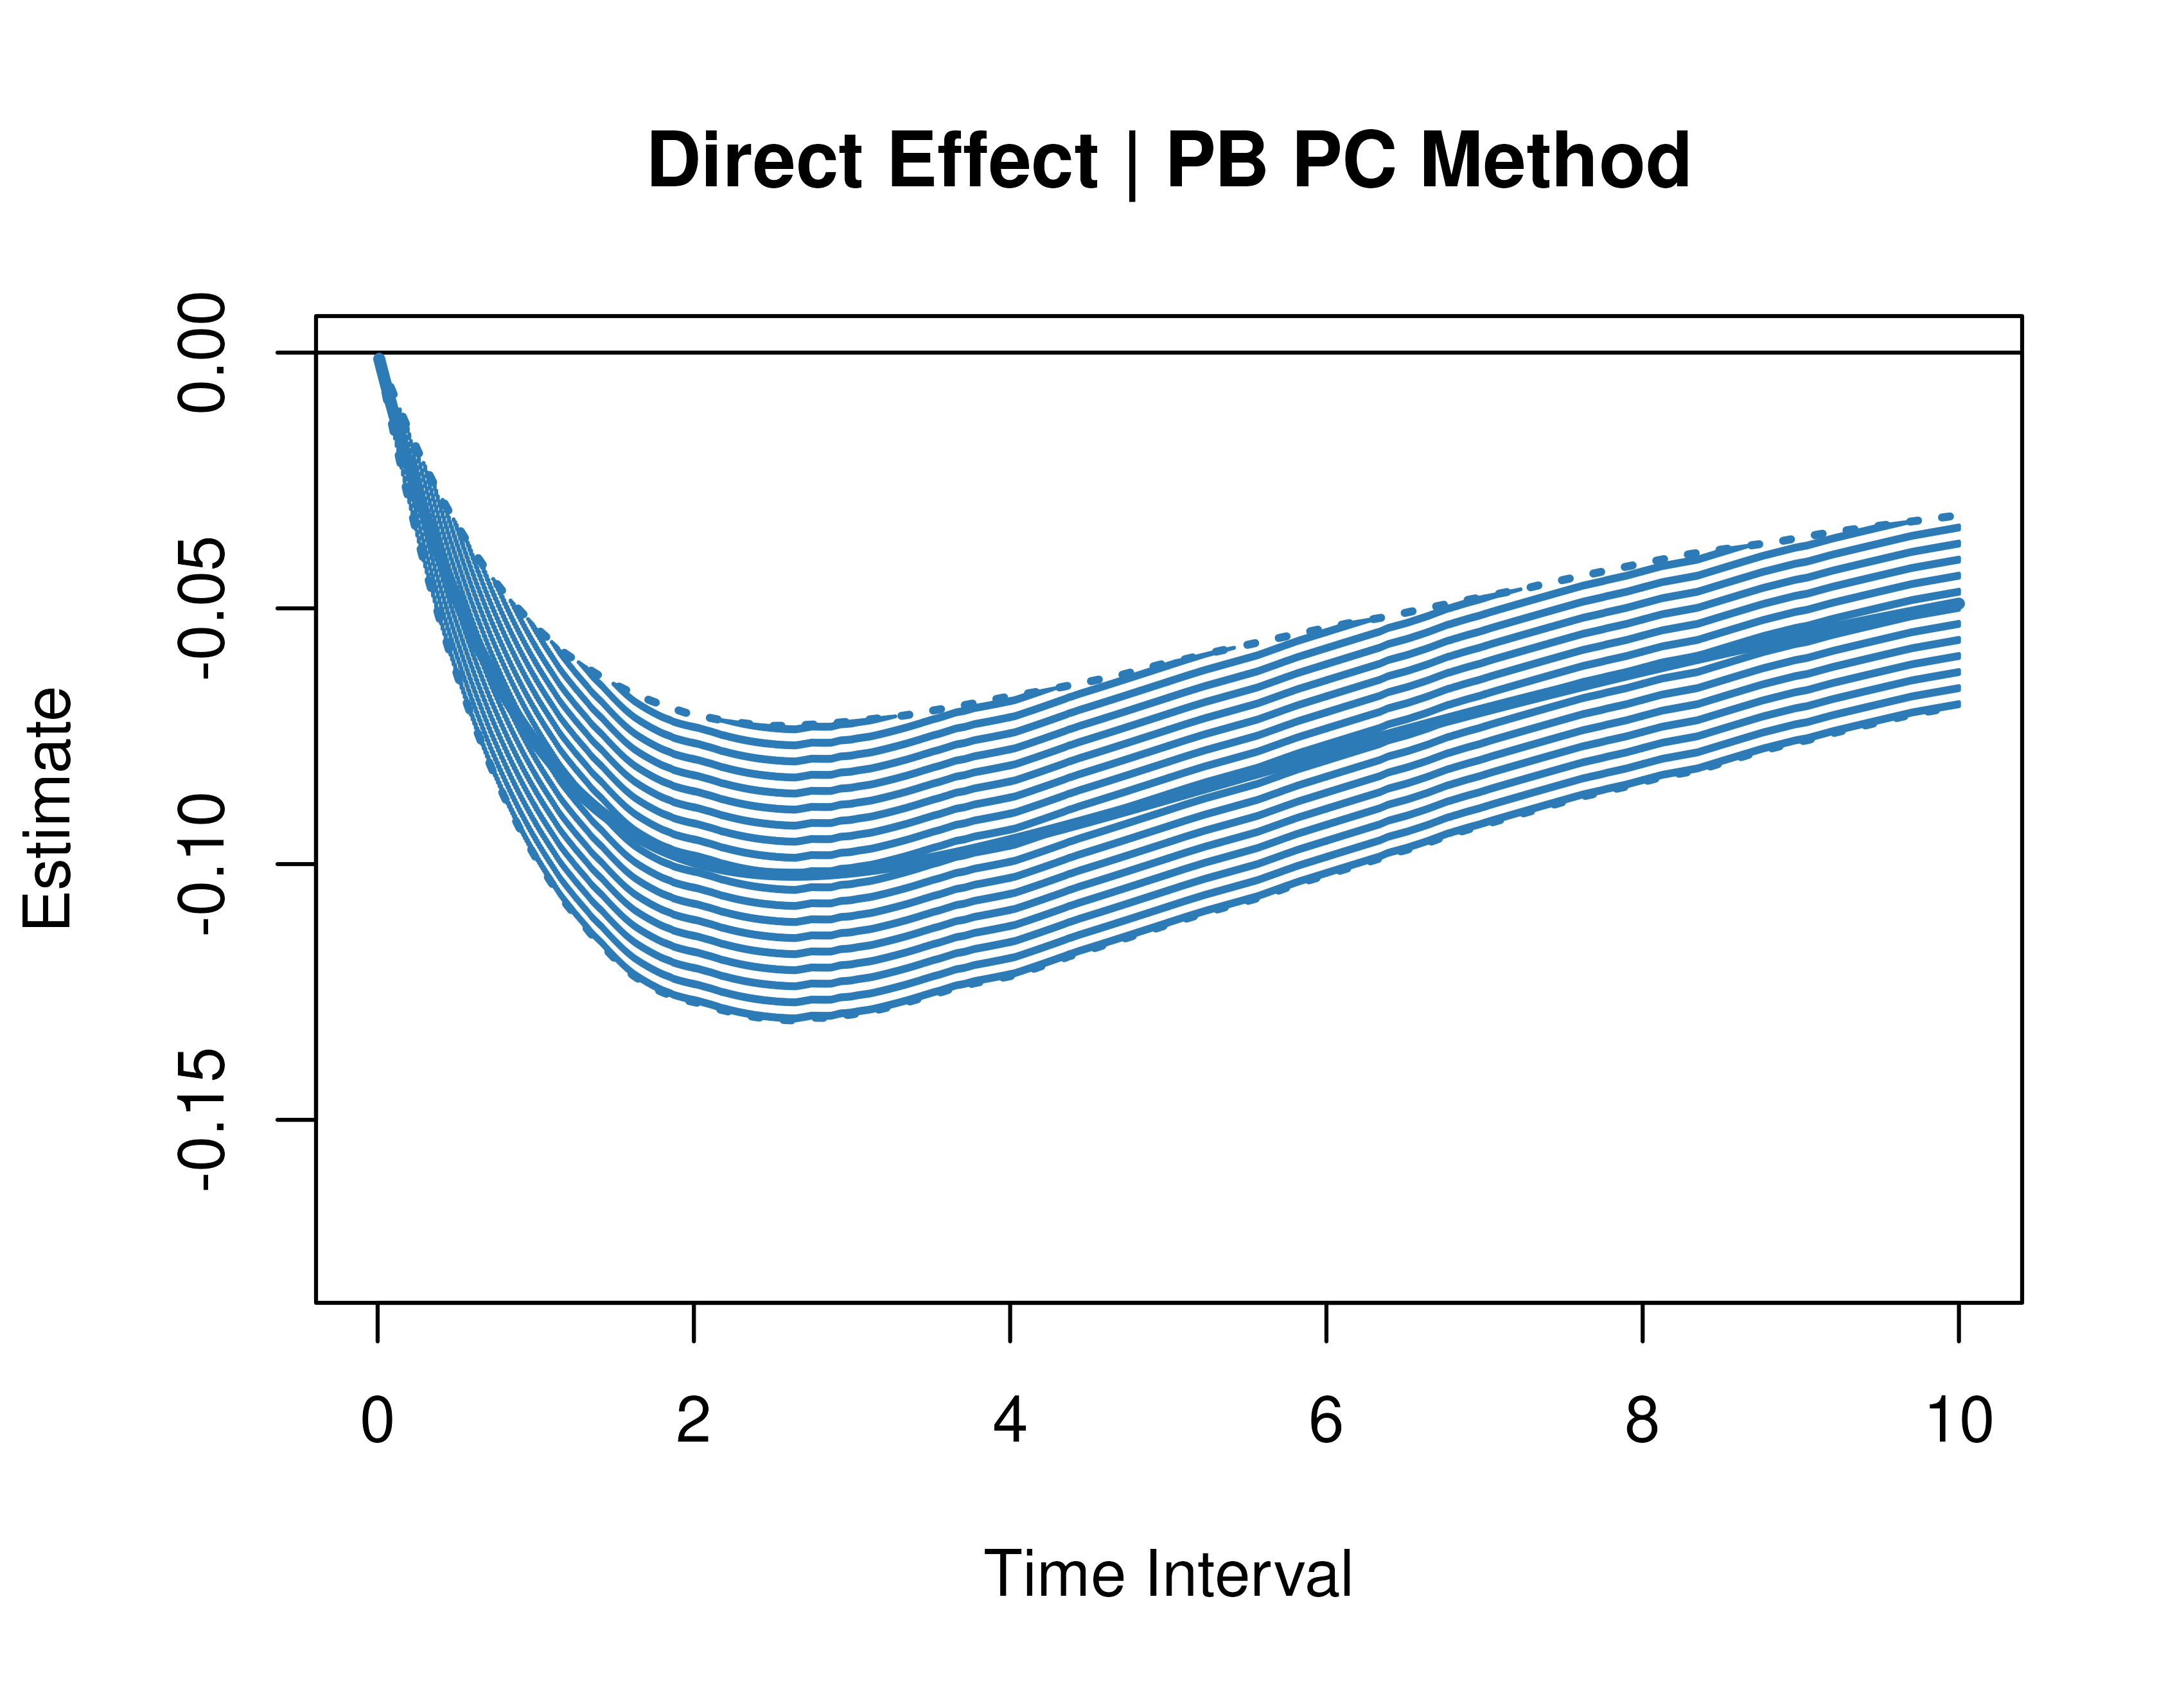 Direct Effect | PB PC Method
Estimate
0.00
-0.05
-0.10
-0.15
0 2 4 6 8 10
Time Interval